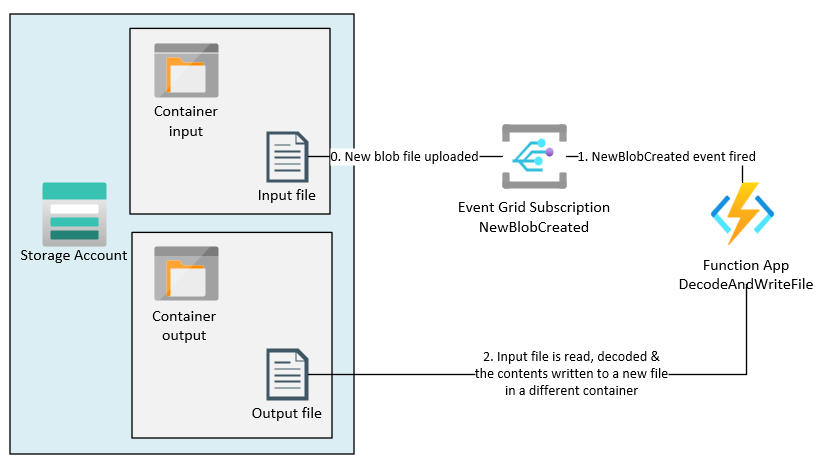 Container
input
Input file
0. New blob file uploaded
1. NewBlobCreated event fired
Event Grid Subscription
NewBlobCreated
Storage Account
Function App
DecodeAndWriteFile
Container
output
Output file
2. Input file is read, decoded &
the contents written to a new file
in a different container